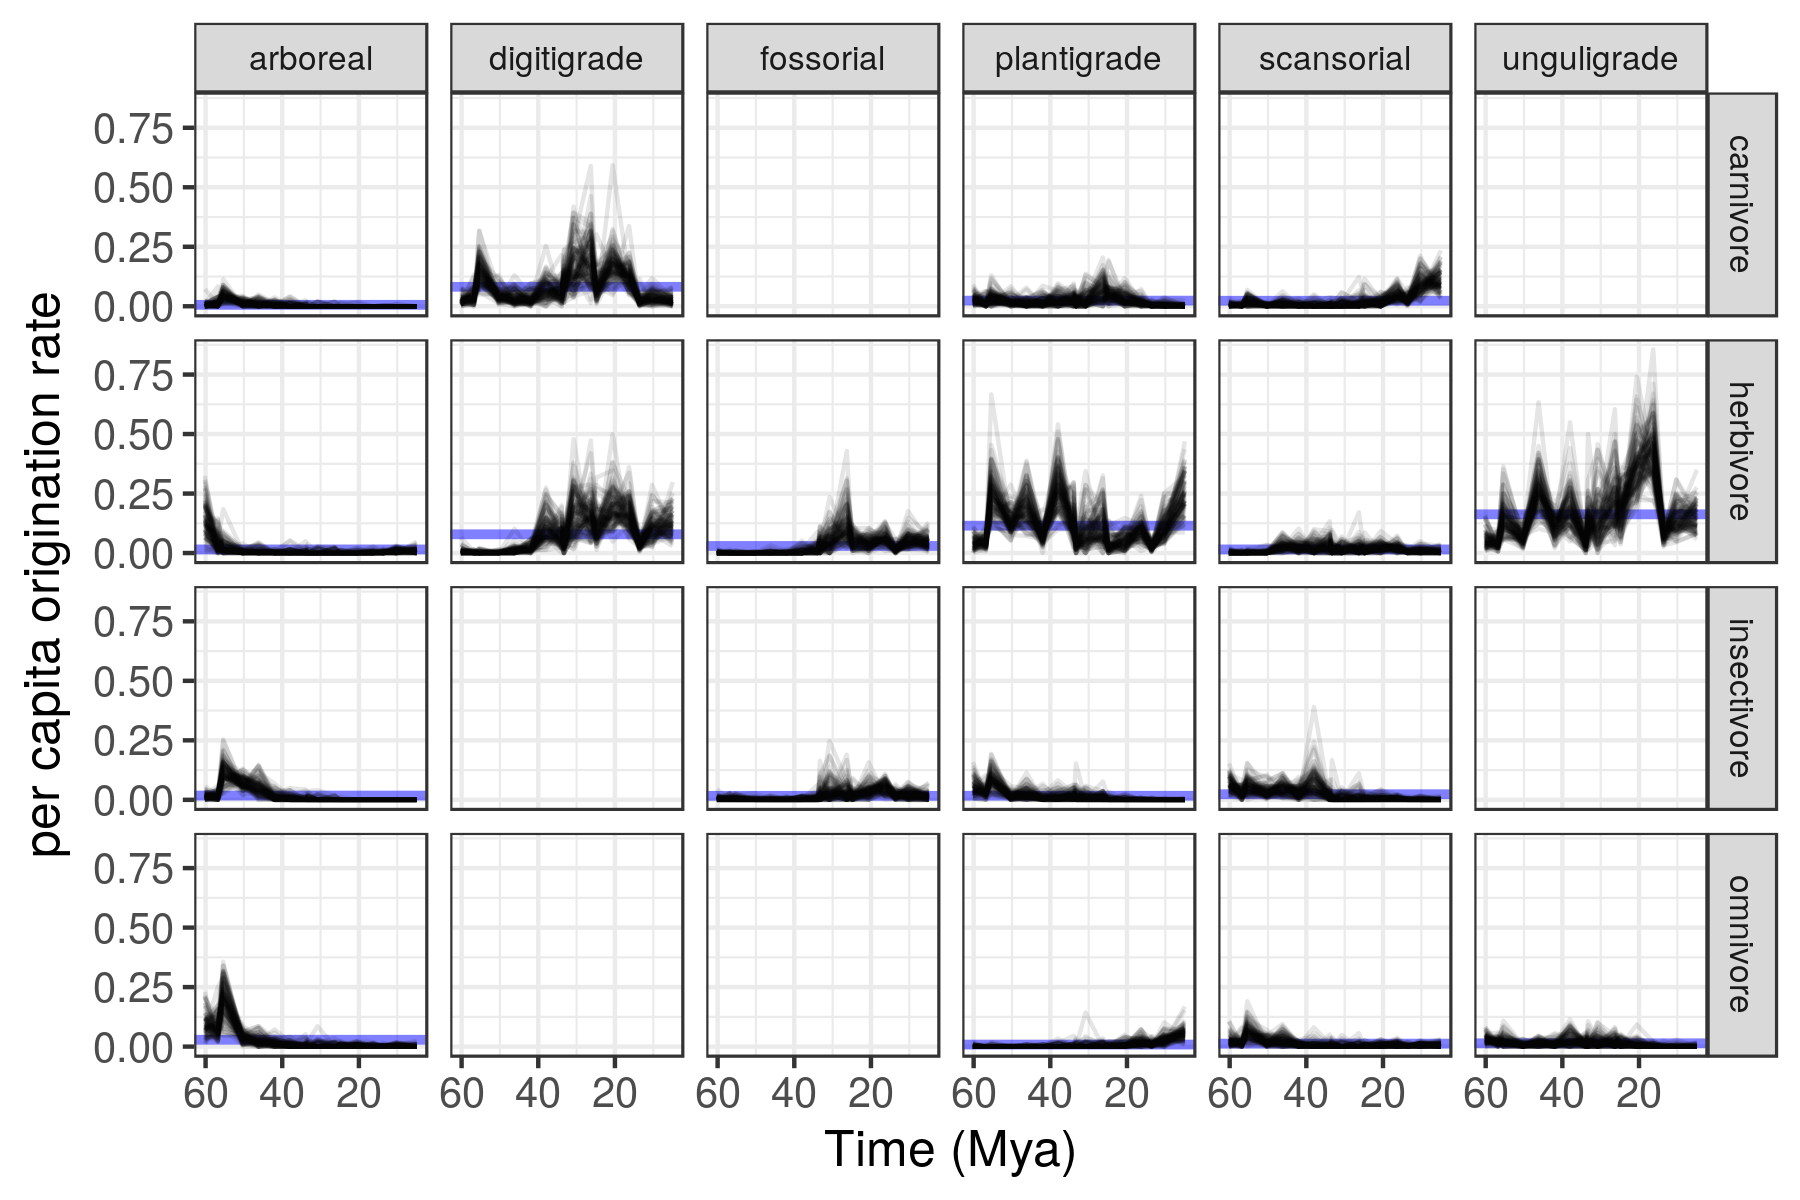 arboreal digitigrade fossorial plantigrade scansorial unguligrade
0.75
0.50
0.25
0.00
carnivore
0.75
0.50
0.25
0.00
herbivore
0.75
0.50
0.25
0.00
insectivore
0.75
0.50
0.25
0.00
omnivore
per capita origination rate
60 40 20 60 40 20 60 40 20 60 40 20 60 40 20 60 40 20
Time (Mya)